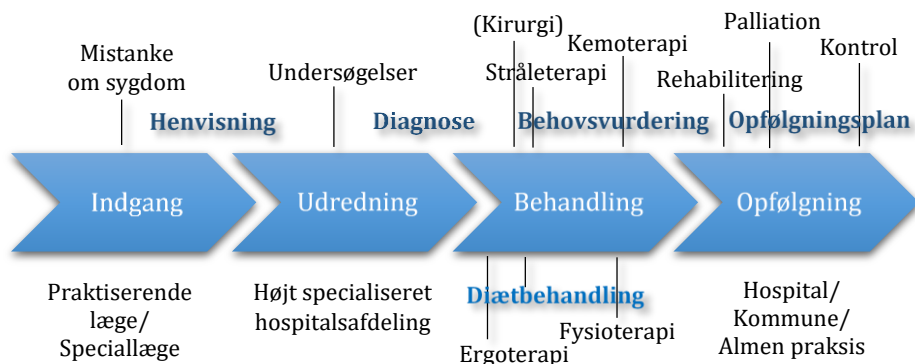 Mistanke
om sygdom
Undersøgelser
(Kirurgi)
Stråleterapi
Kemoterapi
Palliation
Rehabilitering
Kontrol
Henvisning
Diagnose
Behovsvurdering
Opfølgningsplan
Indgang
Udredning
Behandling
Opfølgning
Praktiserende
læge/
Speciallæge
Højt specialiseret
hospitalsafdeling
Diætbehandling
Ergoterapi
Fysioterapi
Hospital/
Kommune/
Almen praksis